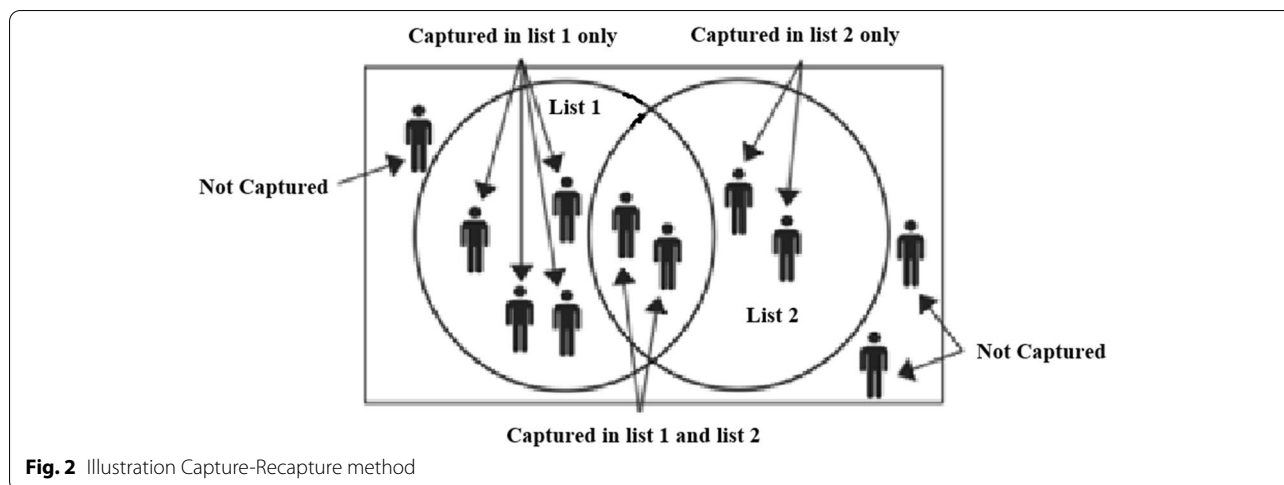 Captured in list 1 only
Captured in list 2 only
List 1
Not Captured
List 2
Not Captured
Captured in list 1 and list 2
Fig. 2 Illustration Capture-Recapture method